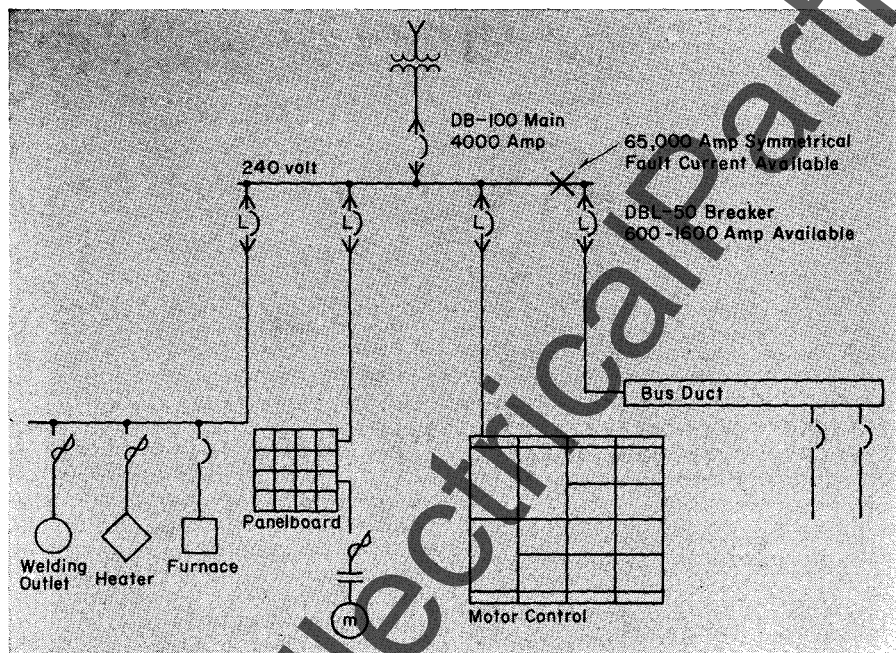 DB-100 Main
4000 Amp
65,000 Amp Symmetrical
Fault Current Available
240 volt
L
L
L
L
DBL-50 Breaker
600-1600 Amp Available
Bus Duct
Panelboard
Welding
Outlet
Heater
Furnace
m
Motor Control
lectricalPart